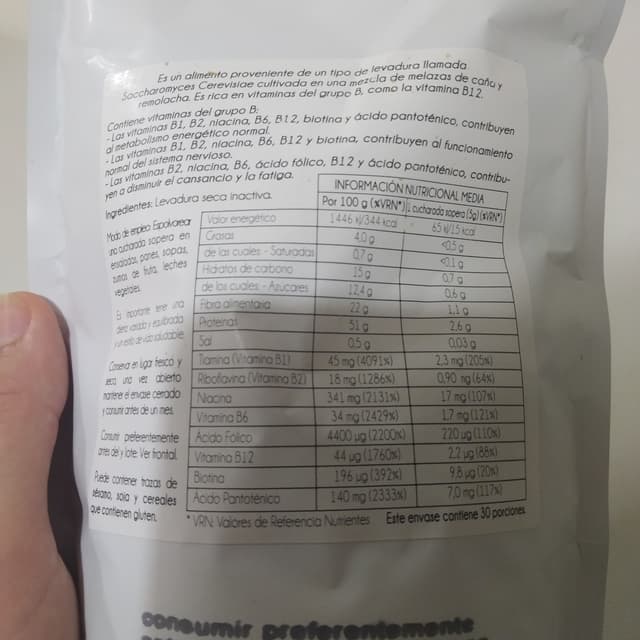 Es un alimento proveniente de un tipo de levadura llamada
Saccharomyces Cerevisiae cultivada en una mezcla de melazas de caña y
remolacha. Es rica en vitaminas del grupo B, como la vitamina B12.
Contiene vitaminas del grupo B:
- Las vitaminas B1, B2, niacina, B6, B12, biotina y ácido pantoténico, contribuyen
al metabolismo energético normal.
- Las vitaminas B1, B2, niacina, B6, B12 y biotina, contribuyen al funcionamiento
normal del sistema nervioso.
- Las vitaminas B2, niacina, B6, ácido fólico, B12 y ácido pantoténico, contribu-
yen a disminuir el cansancio y la fatiga.
Ingredientes: Levadura seca inactiva.
Modo de empleo: Espolvorear
una cucharada sopera en
ensaladas, panes, sopas,
zumos de fruta, leches
vegetales.
Es importante tener una
dieta variada y equilibrada
y un estilo de vida saludable.
Conservar en lugar fresco y
seco, una vez abierto
mantener el envase cerrado
y consumir antes de un mes.
Consumir preferentemente
antes del y lote: Ver frontal.
Puede contener trazas de
sésamo, soja y cereales
que contienen gluten.
INFORMACIÓN NUTRICIONAL MEDIA
Por 100 g (%VRN*) 1 cucharada sopera (5g) (%VRN*)
Valor energético 1446 kJ/344 kcal 65 kJ/15 kcal
Grasas 4,0 g <0,5 g
de las cuales - Saturadas 0,7 g <0,1 g
Hidratos de carbono 15 g 0,7 g
de los cuales - Azúcares 12,4 g 0,6 g
Fibra alimentaria 22 g 1,1 g
Proteínas 51 g 2,6 g
Sal 0,5 g 0,03 g
Tiamina (Vitamina B1) 45 mg (4091%) 2,3 mg (205%)
Riboflavina (Vitamina B2) 18 mg (1286%) 0,90 mg (64%)
Niacina 341 mg (2131%) 17 mg (107%)
Vitamina B6 34 mg (2429%) 1,7 mg (121%)
Ácido Fólico 4400 µg (2200%) 220 µg (110%)
Vitamina B12 44 µg (1760%) 2,2 µg (88%)
Biotina 196 µg (392%) 9,8 µg (20%)
Ácido Pantoténico 140 mg (2333%) 7,0 mg (117%)
* VRN: Valores de Referencia Nutrientes Este envase contiene 30 porciones.
consumir preferentemente